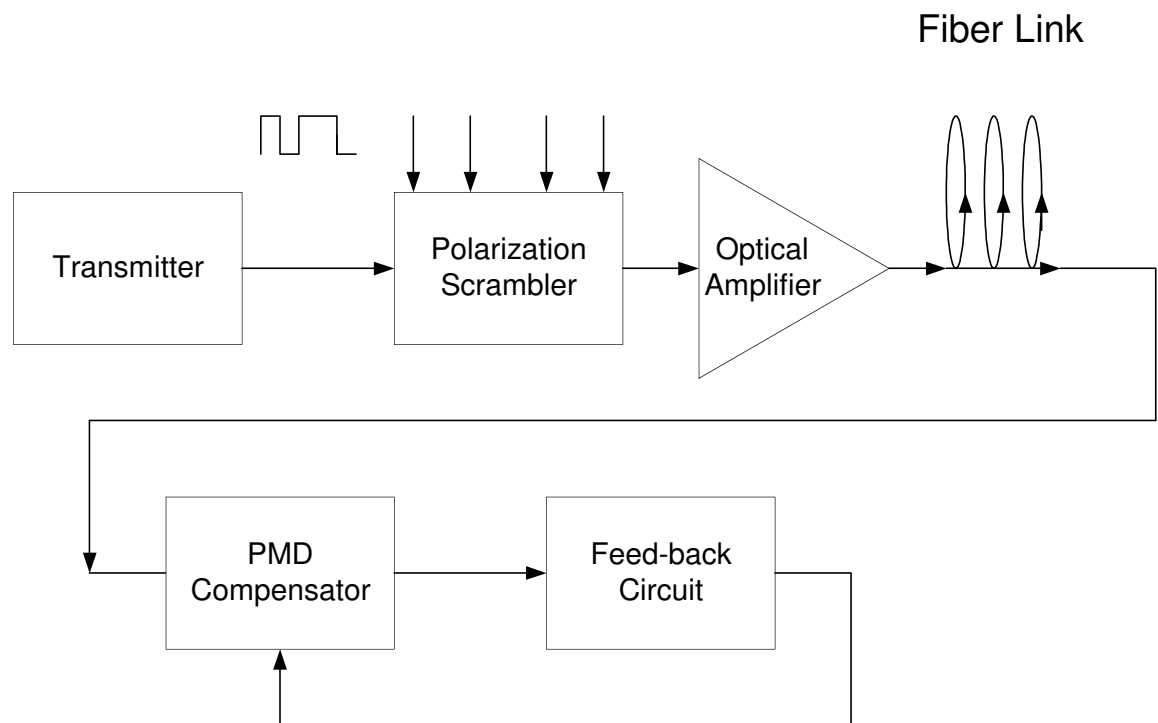 Fiber Link
Transmitter
Polarization
Scrambler
Optical
Amplifier
PMD
Compensator
Feed-back
Circuit